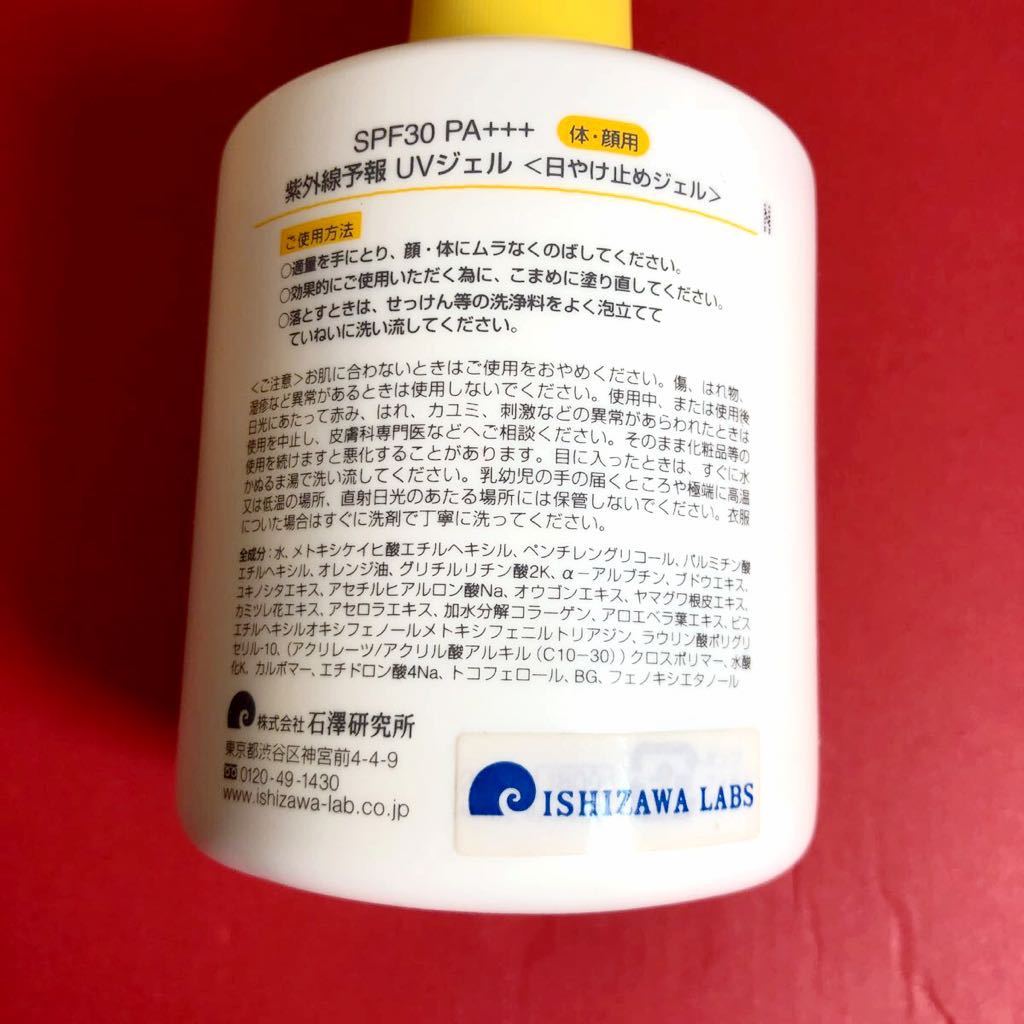 SPF30 PA+++ 体・顔用
紫外線予報 UVジェル <日やけ止めジェル>
ご使用方法
○適量を手にとり、顔・体にムラなくのばしてください。
○効果的にご使用いただく為に、こまめに塗り直してください。
○落とすときは、せっけん等の洗浄料をよく泡立てて
ていねいに洗い流してください。
<ご注意>お肌に合わないときはご使用をおやめください。傷、はれ物、
湿疹など異常があるときは使用しないでください。使用中、または使用後
日光にあたって赤み、はれ、カユミ、刺激などの異常があらわれたときは
使用を中止し、皮膚科専門医などへご相談ください。そのまま化粧品等の
使用を続けますと悪化することがあります。目に入ったときは、すぐに水
かぬるま湯で洗い流してください。乳幼児の手の届くところや極端に高温
又は低温の場所、直射日光のあたる場所には保管しないでください。衣服
についた場合はすぐに洗剤で丁寧に洗ってください。
全成分:水、メトキシケイヒ酸エチルヘキシル、ペンチレングリコール、パルミチン酸
エチルヘキシル、オレンジ油、グリチルリチン酸2K、α−アルブチン、ブドウエキス、
ユキノシタエキス、アセチルヒアルロン酸Na、オウゴンエキス、ヤマグワ根皮エキス、
カミツレ花エキス、アセロラエキス、加水分解コラーゲン、アロエベラ葉エキス、ビス
エチルヘキシルオキシフェノールメトキシフェニルトリアジン、ラウリン酸ポリグリ
セリル-10、(アクリレーツ/アクリル酸アルキル(C10−30))クロスポリマー、水酸
化K、カルボマー、エチドロン酸4Na、トコフェロール、BG、フェノキシエタノール
株式会社 石澤研究所
東京都渋谷区神宮前4-4-9
0120-49-1430
www.ishizawa-lab.co.jp
ISHIZAWA LABS